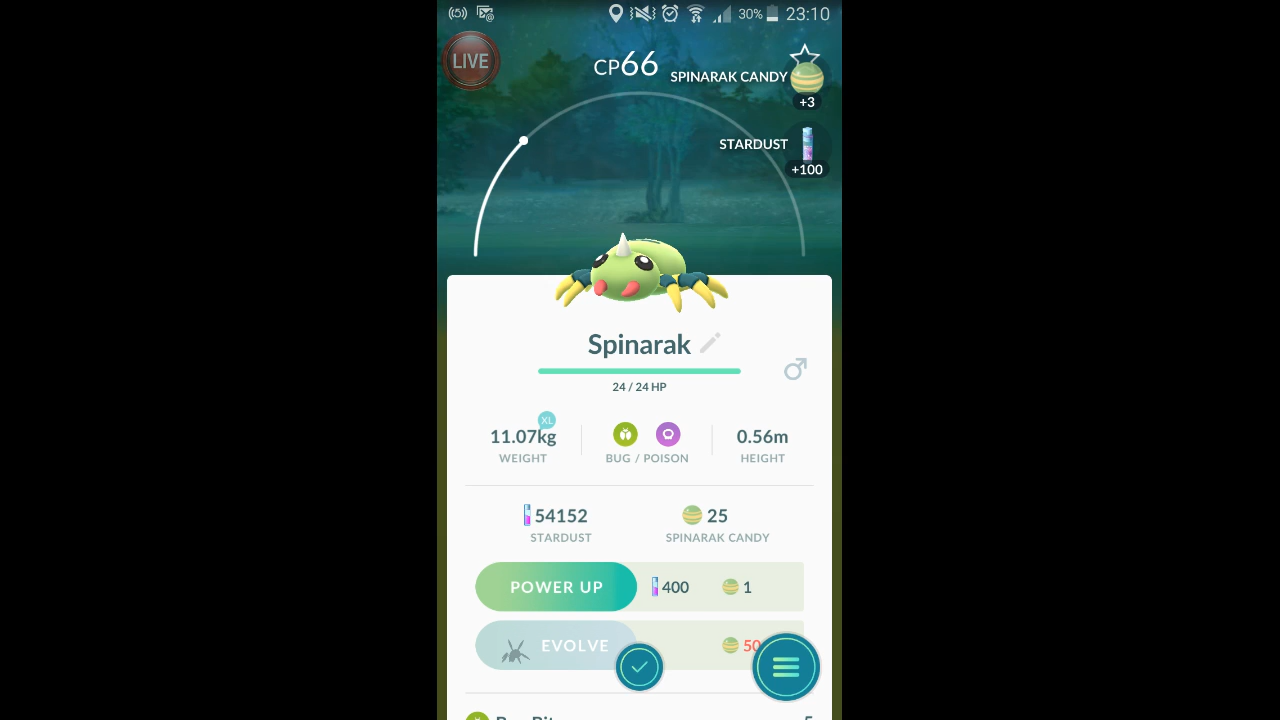 30% 23:10
LIVE
CP66
SPINARAK CANDY
+3
STARDUST
+100
Spinarak
24 / 24 HP
XL
11.07kg
0.56m
WEIGHT
BUG / POISON
HEIGHT
54152
25
STARDUST
SPINARAK CANDY
POWER UP 400 1
EVOLVE 50